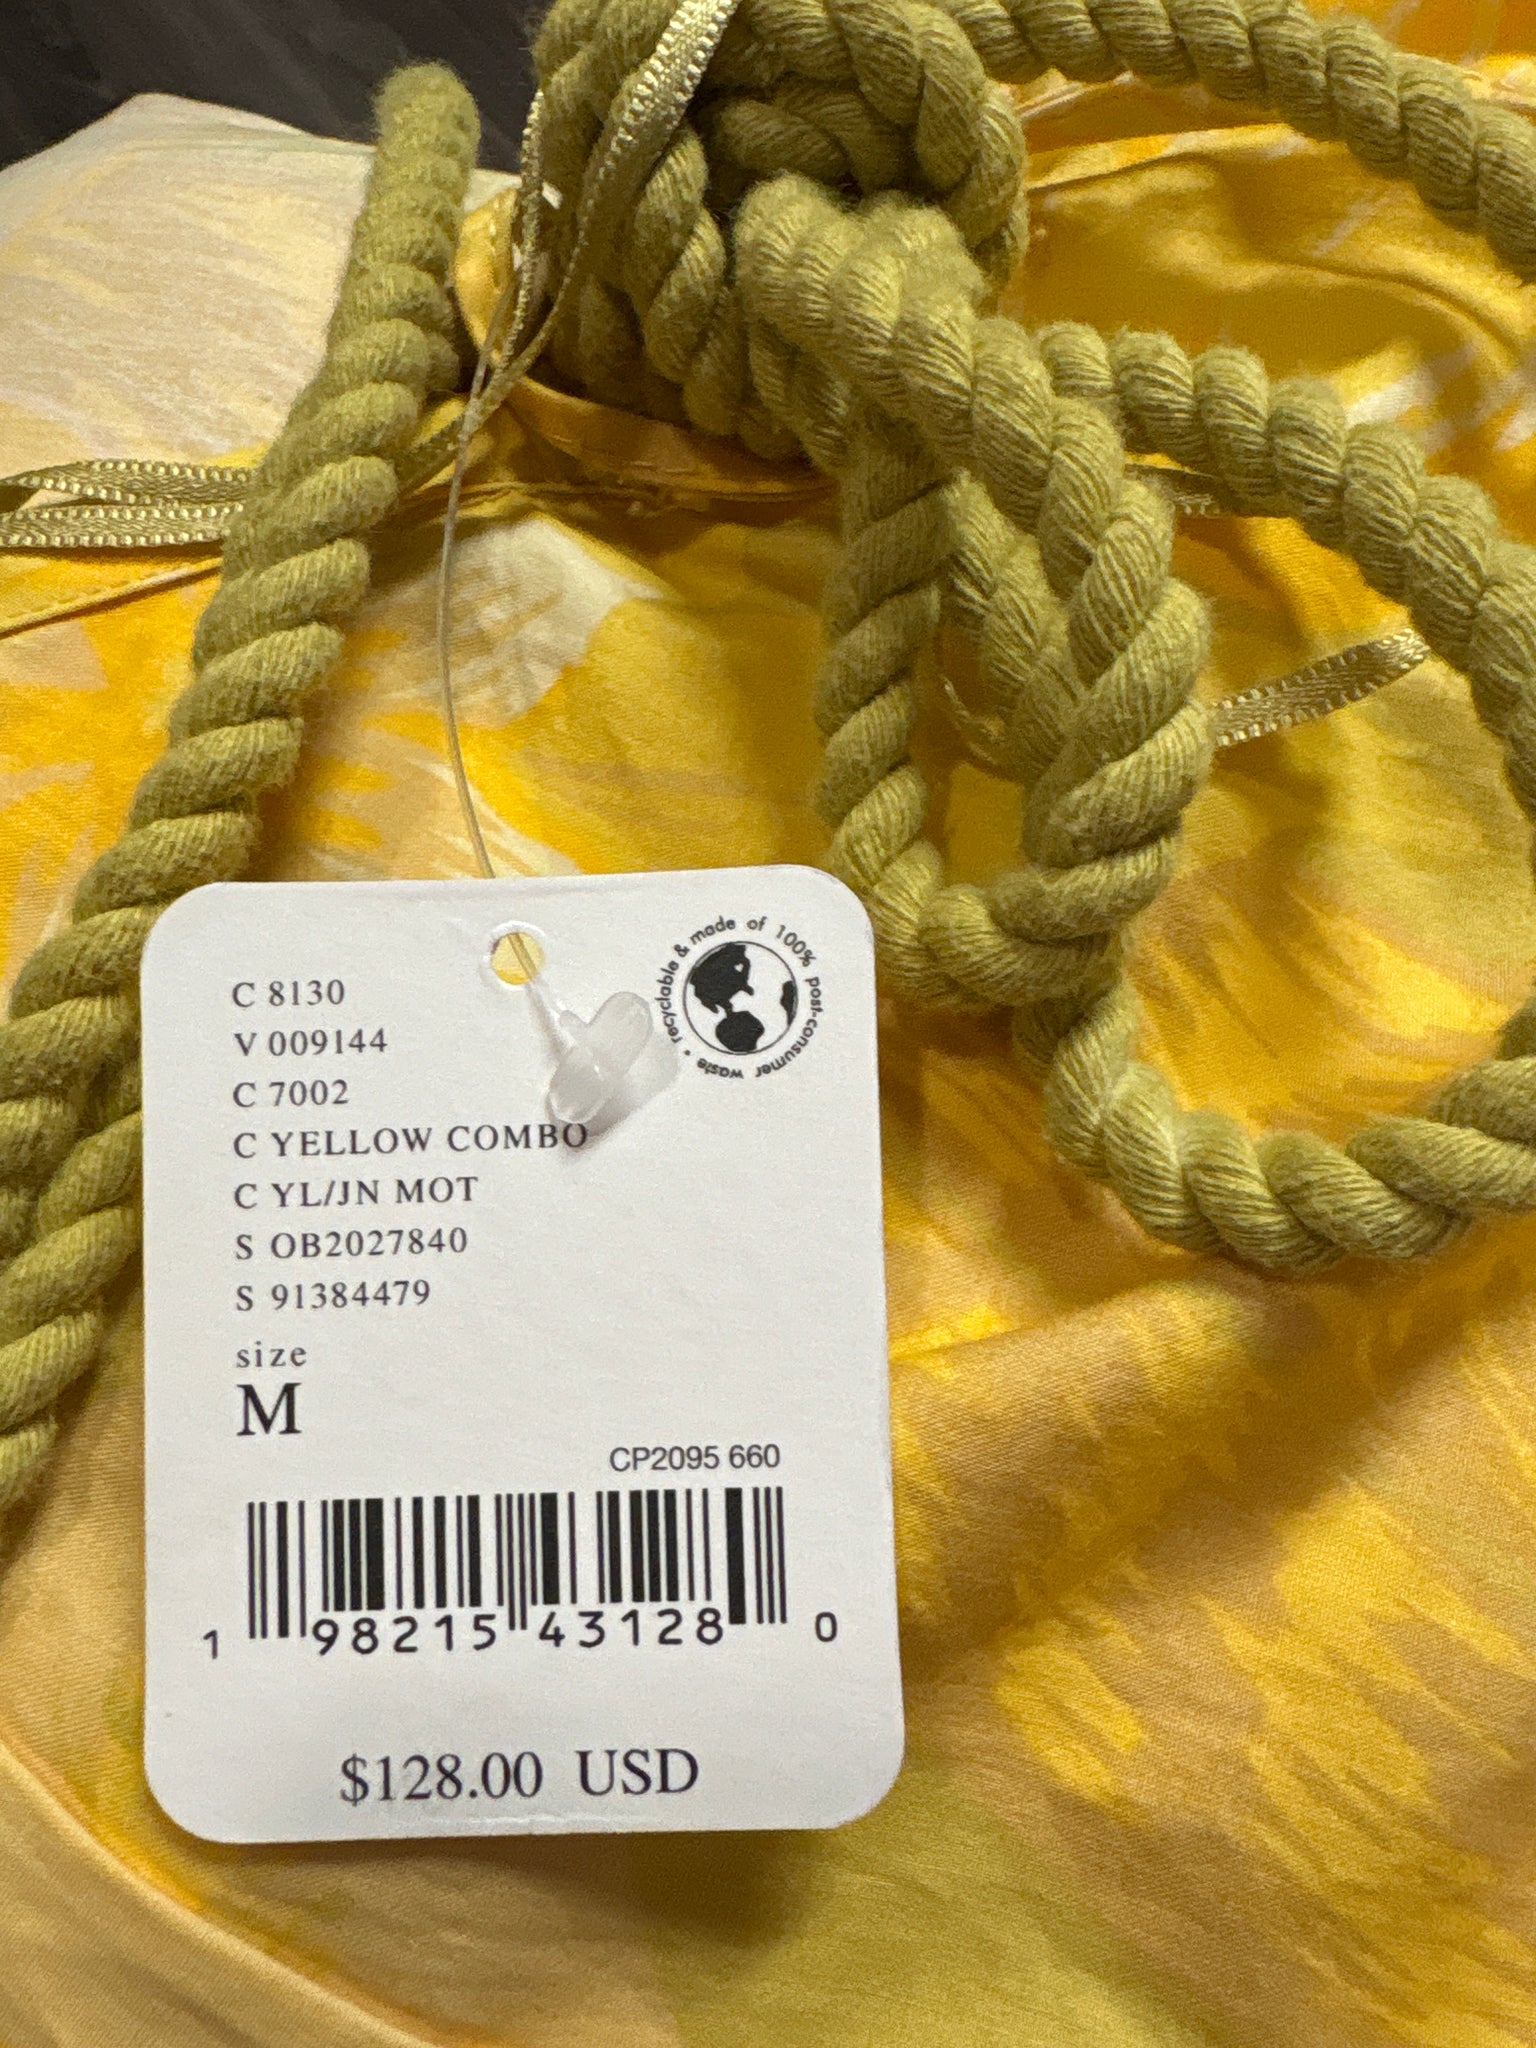 recyclable & made of 100% post-consumer waste •
C 8130
V 009144
C 7002
C YELLOW COMBO
C YL/JN MOT
S OB2027840
S 91384479
size
M
CP2095 660
1 98215 43128 0
$128.00 USD